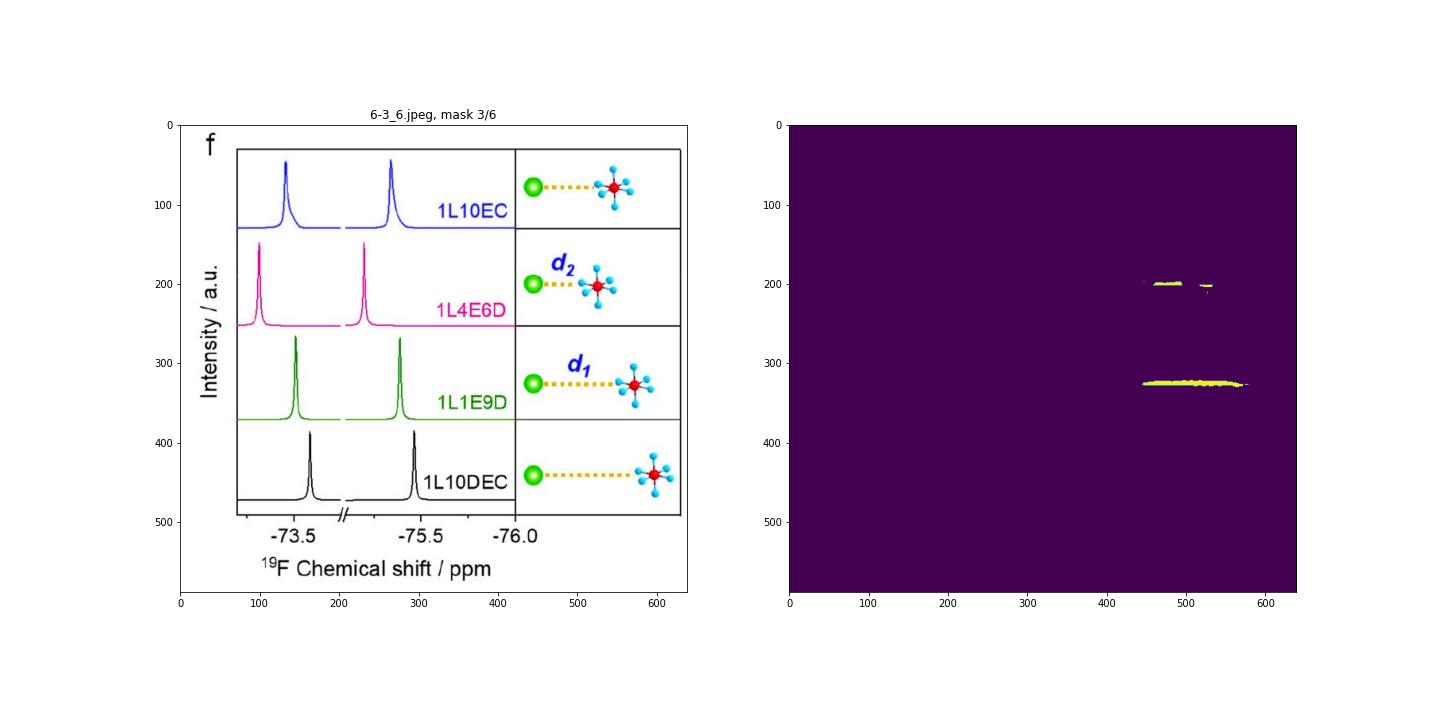 6-3_6.jpeg, mask 3/6
f
Intensity / a.u.
1L10EC
1L4E6D
d2
1L1E9D
d1
1L10DEC
-73.5 -75.5 -76.0
19F Chemical shift / ppm
0
100
200
300
400
500
0 100 200 300 400 500 600
0
100
200
300
400
500
0 100 200 300 400 500 600